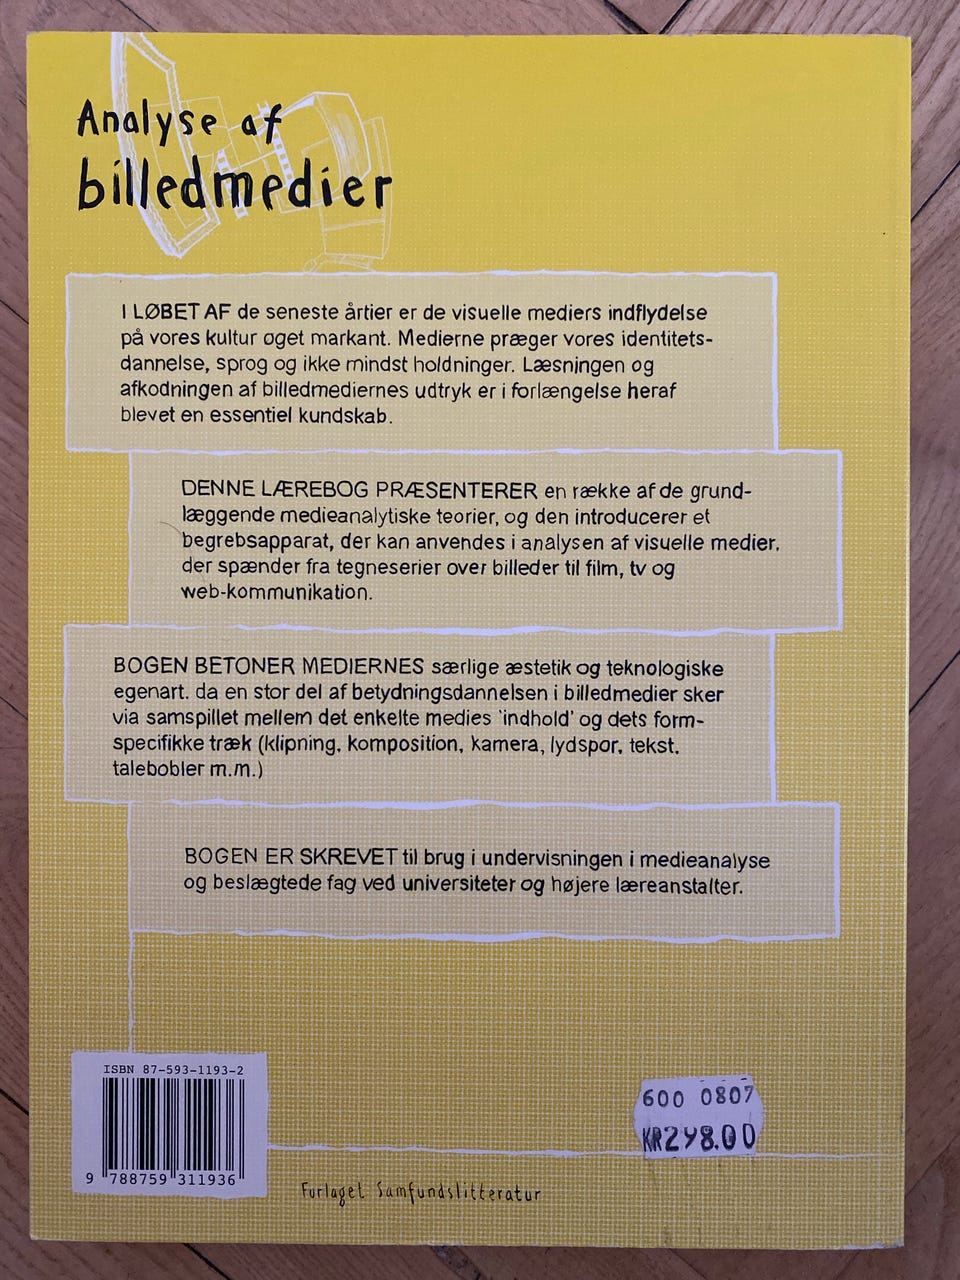 Analyse af
billedmedier
I LØBET AF de seneste årtier er de visuelle mediers indflydelse
på vores kultur øget markant. Medierne præger vores identitets-
dannelse, sprog og ikke mindst holdninger. Læsningen og
afkodningen af billedmediernes udtryk er i forlængelse heraf
blevet en essentiel kundskab.
DENNE LÆREBOG PRÆSENTERER en række af de grund-
læggende medieanalytiske teorier, og den introducerer et
begrebsapparat, der kan anvendes i analysen af visuelle medier,
der spænder fra tegneserier over billeder til film, tv og
web-kommunikation.
BOGEN BETONER MEDIERNES særlige æstetik og teknologiske
egenart, da en stor del af betydningsdannelsen i billedmedier sker
via samspillet mellem det enkelte medies 'indhold' og dets form-
specifikke træk (klipning, komposition, kamera, lydspor, tekst,
talebobler m.m.)
BOGEN ER SKREVET til brug i undervisningen i medieanalyse
og beslægtede fag ved universiteter og højere læreanstalter.
ISBN 87-593-1193-2
9 788759 311936
600 0807
KR298.00
Forlaget Samfundslitteratur